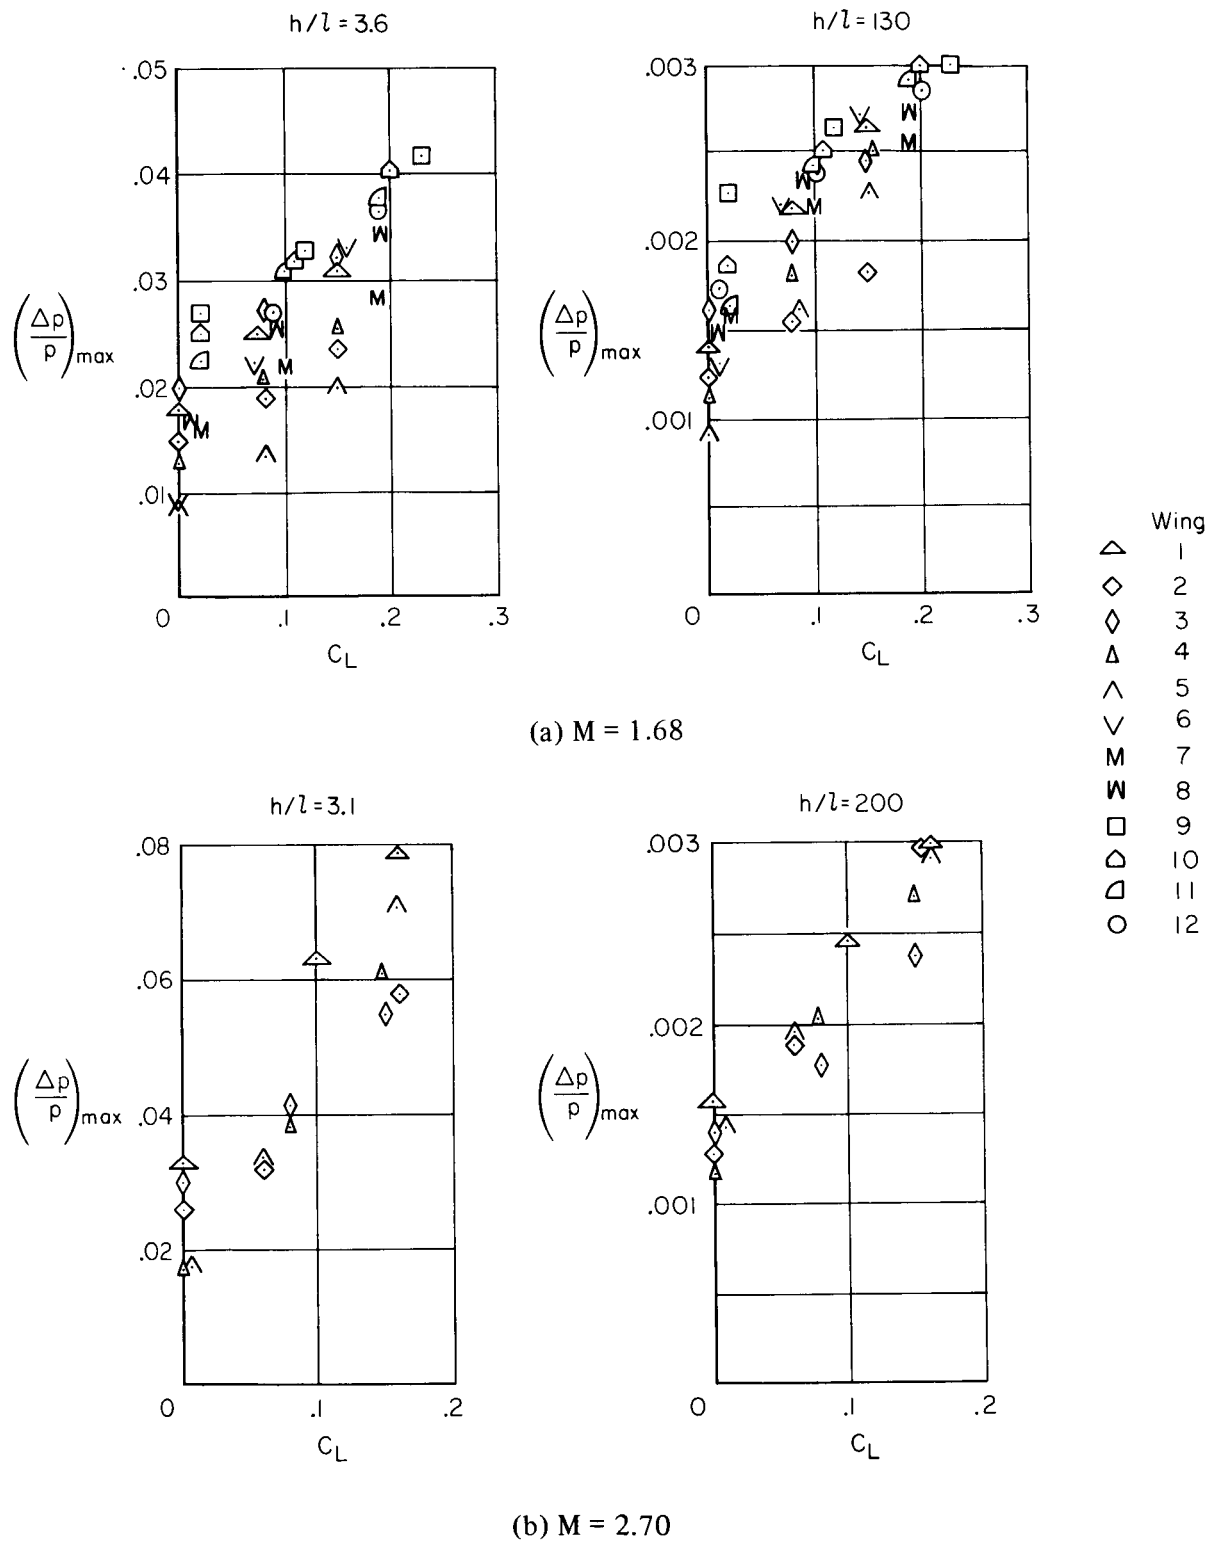 h/l = 3.6
.05
.04
.03
.02
.01
(Δp/p)max
0 .1 .2 .3
CL
h/l = 130
.003
.002
.001
(Δp/p)max
0 .1 .2 .3
CL
(a) M = 1.68
Wing
1
2
3
4
5
6
7
8
9
10
11
12
h/l = 3.1
.08
.06
.04
.02
(Δp/p)max
0 .1 .2
CL
h/l = 200
.003
.002
.001
(Δp/p)max
0 .1 .2
CL
(b) M = 2.70